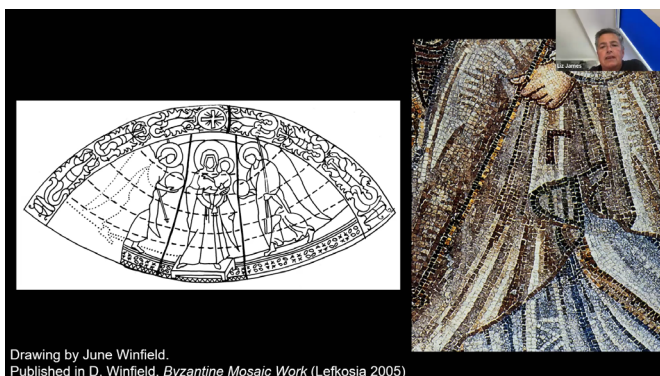 Liz James
Drawing by June Winfield.
Published in D. Winfield, Byzantine Mosaic Work (Lefkosia 2005)